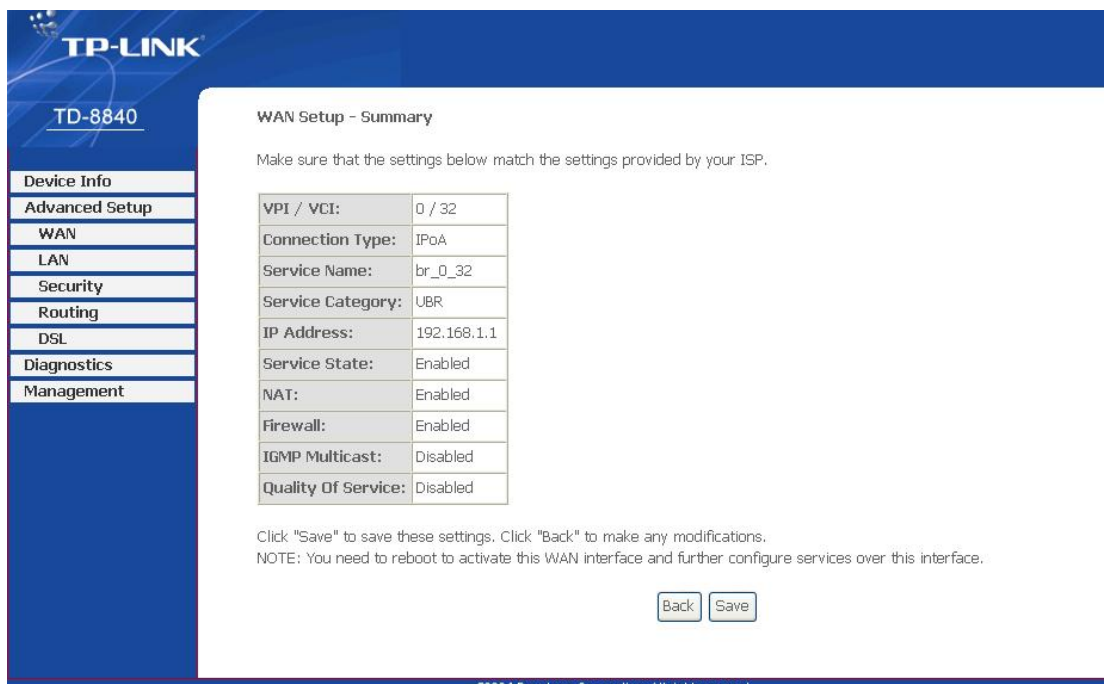 TP-LINK
TD-8840
Device Info
Advanced Setup
WAN
LAN
Security
Routing
DSL
Diagnostics
Management
WAN Setup - Summary
Make sure that the settings below match the settings provided by your ISP.
VPI / VCI: 0 / 32
Connection Type: IPoA
Service Name: br_0_32
Service Category: UBR
IP Address: 192.168.1.1
Service State: Enabled
NAT: Enabled
Firewall: Enabled
IGMP Multicast: Disabled
Quality Of Service: Disabled
Click "Save" to save these settings. Click "Back" to make any modifications.
NOTE: You need to reboot to activate this WAN interface and further configure services over this interface.
Back Save